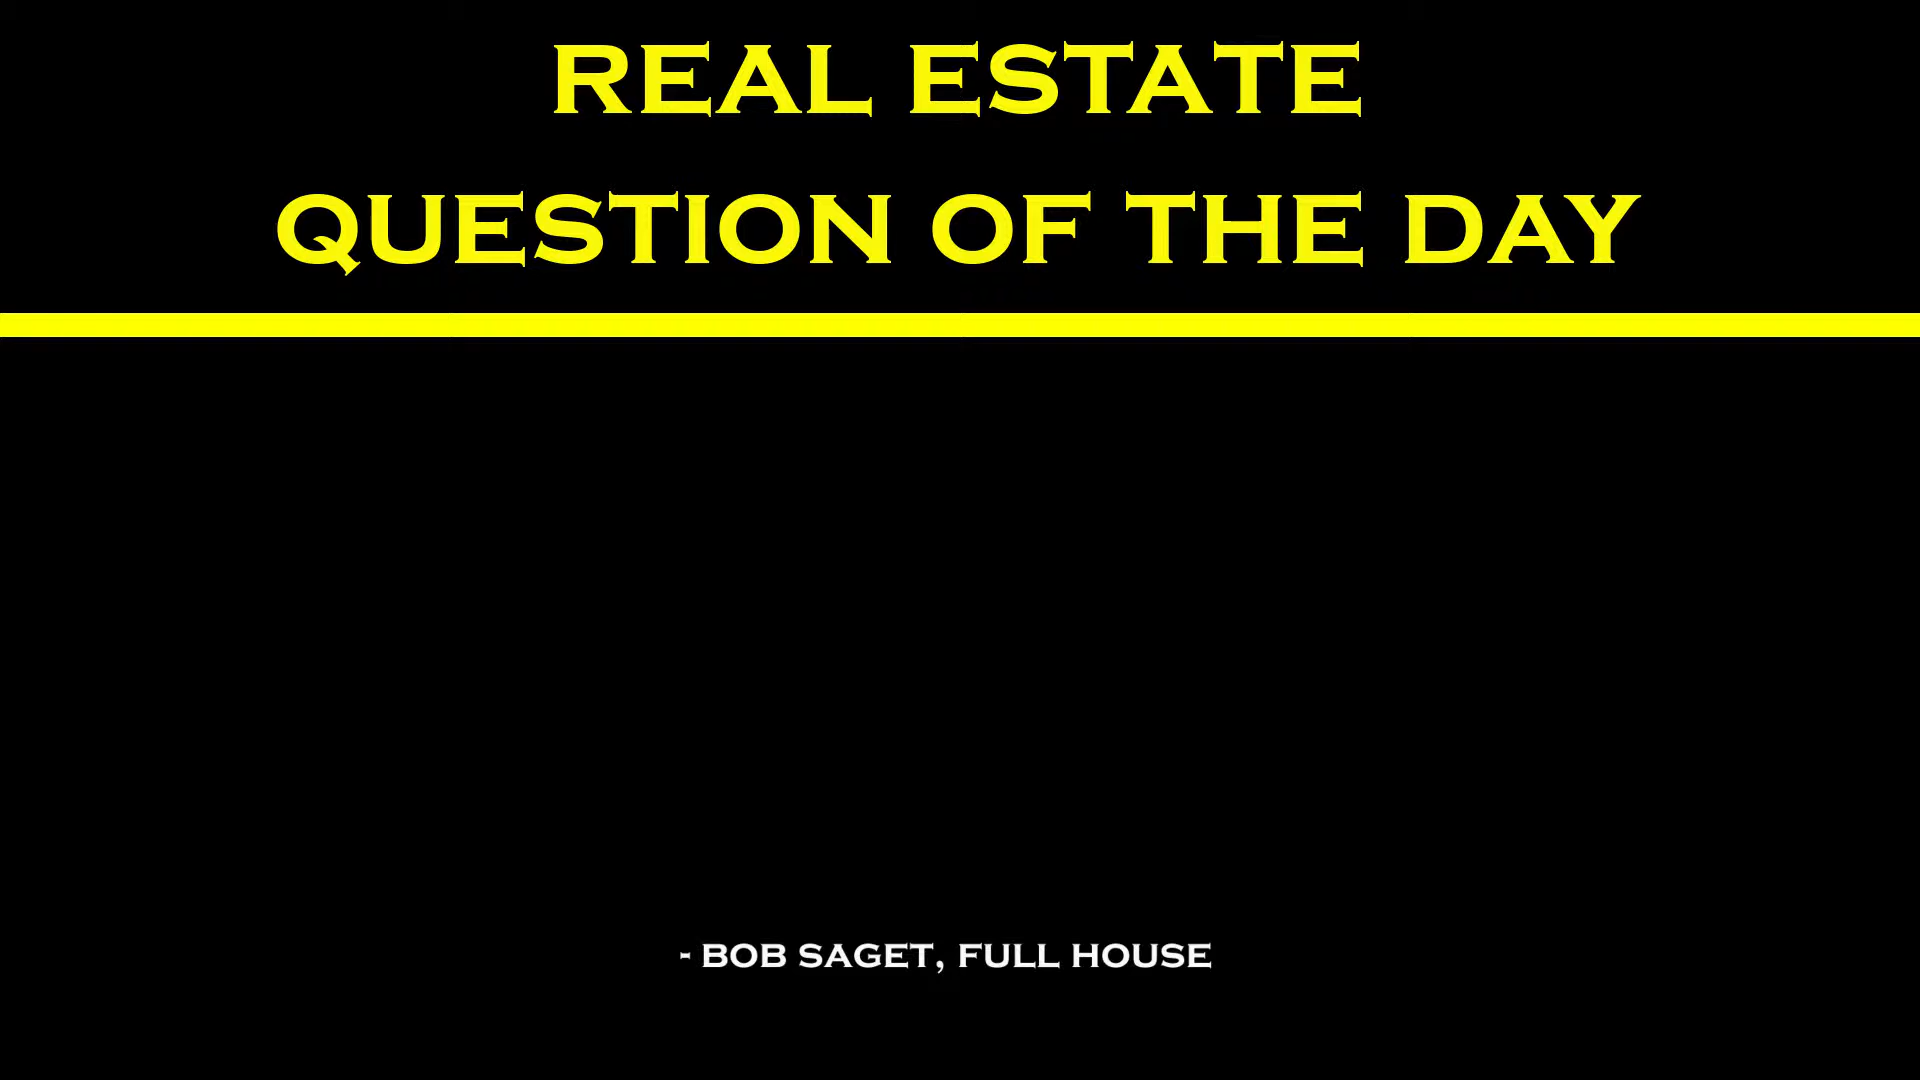 REAL ESTATE
QUESTION OF THE DAY
- BOB SAGET, FULL HOUSE